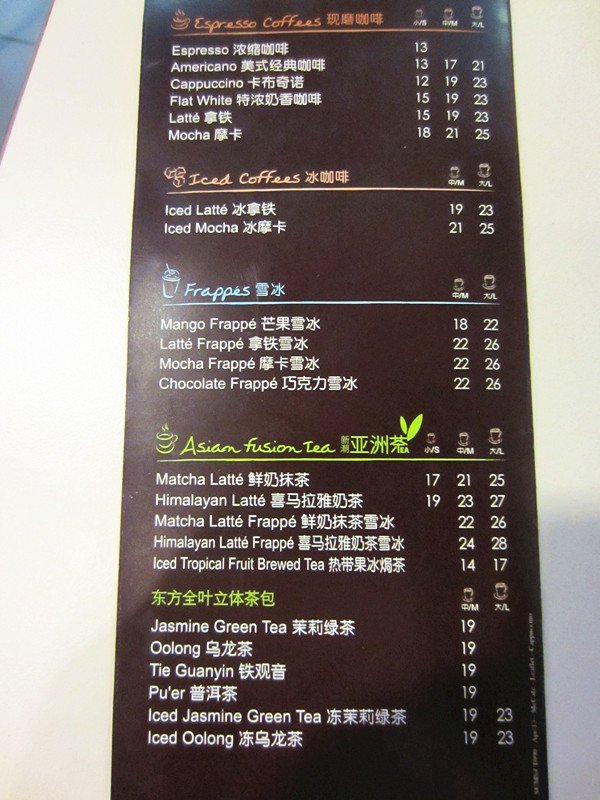 Espresso Coffees 现磨咖啡 小/S 中/M 大/L
Espresso 浓缩咖啡 13
Americano 美式经典咖啡 13 17 21
Cappuccino 卡布奇诺 12 19 23
Flat White 特浓奶香咖啡 15 19 23
Latté 拿铁 15 19 23
Mocha 摩卡 18 21 25
Iced Coffees 冰咖啡 中/M 大/L
Iced Latté 冰拿铁 19 23
Iced Mocha 冰摩卡 21 25
Frappés 雪冰 中/M 大/L
Mango Frappé 芒果雪冰 18 22
Latté Frappé 拿铁雪冰 22 26
Mocha Frappé 摩卡雪冰 22 26
Chocolate Frappé 巧克力雪冰 22 26
Asian Fusion Tea 新潮 亚洲茶 TEA 小/S 中/M 大/L
Matcha Latté 鲜奶抹茶 17 21 25
Himalayan Latté 喜马拉雅奶茶 19 23 27
Matcha Latté Frappé 鲜奶抹茶雪冰 22 26
Himalayan Latté Frappé 喜马拉雅奶茶雪冰 24 28
Iced Tropical Fruit Brewed Tea 热带果冰焗茶 14 17
东方全叶立体茶包 中/M 大/L
Jasmine Green Tea 茉莉绿茶 19
Oolong 乌龙茶 19
Tie Guanyin 铁观音 19
Pu'er 普洱茶 19
Iced Jasmine Green Tea 冻茉莉绿茶 19 23
Iced Oolong 冻乌龙茶 19 23